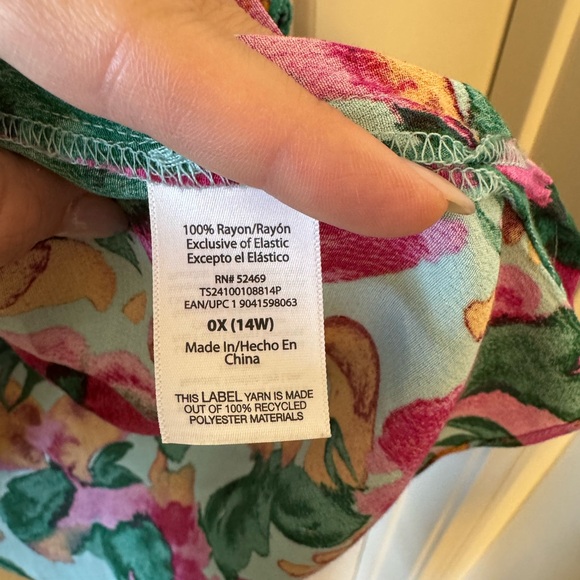 100% Rayon/Rayón
Exclusive of Elastic
Excepto el Elástico
RN# 52469
TS24100108814P
EAN/UPC 1 9041598063
0X (14W)
Made In/Hecho En
China
THIS LABEL YARN IS MADE
OUT OF 100% RECYCLED
POLYESTER MATERIALS